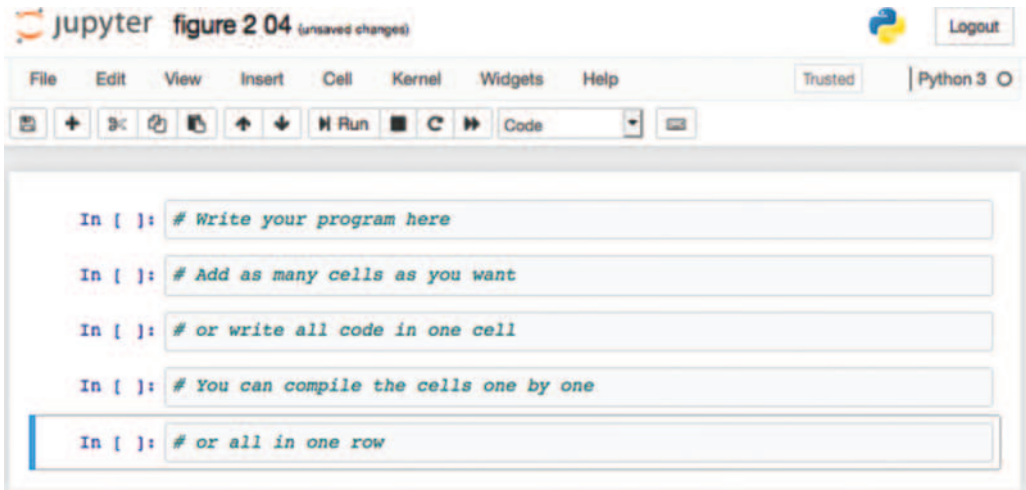 jupyter figure 2 04 (unsaved changes) Logout
File Edit View Insert Cell Kernel Widgets Help Trusted Python 3
Run Code
In [ ]: # Write your program here
In [ ]: # Add as many cells as you want
In [ ]: # or write all code in one cell
In [ ]: # You can compile the cells one by one
In [ ]: # or all in one row